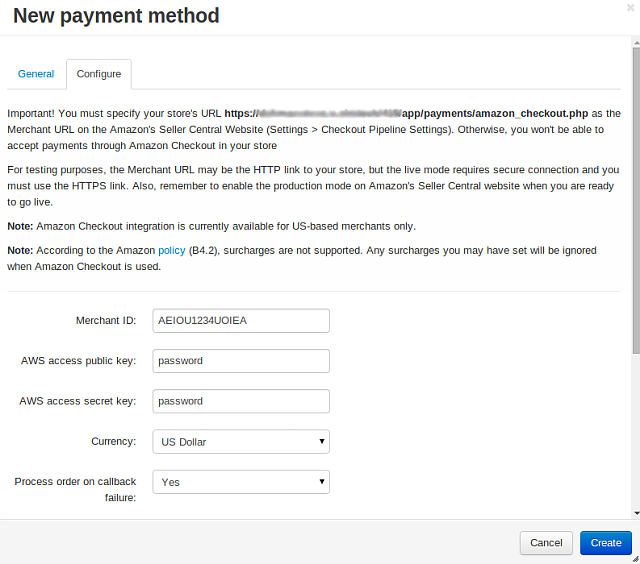 New payment method
General
Configure
Important! You must specify your store's URL https:// /app/payments/amazon_checkout.php as the
Merchant URL on the Amazon's Seller Central Website (Settings > Checkout Pipeline Settings). Otherwise, you won't be able to
accept payments through Amazon Checkout in your store
For testing purposes, the Merchant URL may be the HTTP link to your store, but the live mode requires secure connection and you
must use the HTTPS link. Also, remember to enable the production mode on Amazon's Seller Central website when you are ready
to go live.
Note: Amazon Checkout integration is currently available for US-based merchants only.
Note: According to the Amazon policy (B4.2), surcharges are not supported. Any surcharges you may have set will be ignored
when Amazon Checkout is used.
Merchant ID: AEIOU1234UOIEA
AWS access public key: password
AWS access secret key: password
Currency: US Dollar
Process order on callback
failure: Yes
Cancel Create